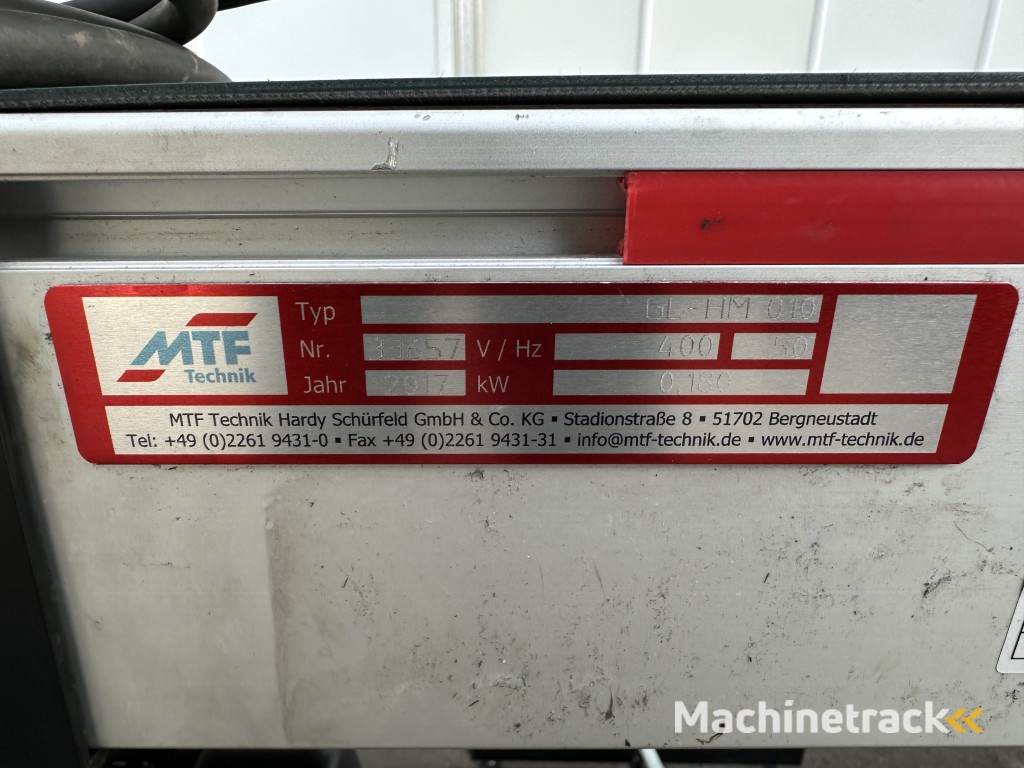 MTF
Technik
Typ GL-HM 010
Nr. V / Hz 400 50
Jahr 2017 kW 0,180
MTF Technik Hardy Schürfeld GmbH & Co. KG ▪ Stadionstraße 8 ▪ 51702 Bergneustadt
Tel: +49 (0)2261 9431-0 ▪ Fax +49 (0)2261 9431-31 ▪ info@mtf-technik.de ▪ www.mtf-technik.de
Machinetrack